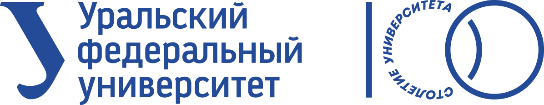 Уральский
федеральный
университет
СТОЛЕТИЕ УНИВЕРСИТЕТА